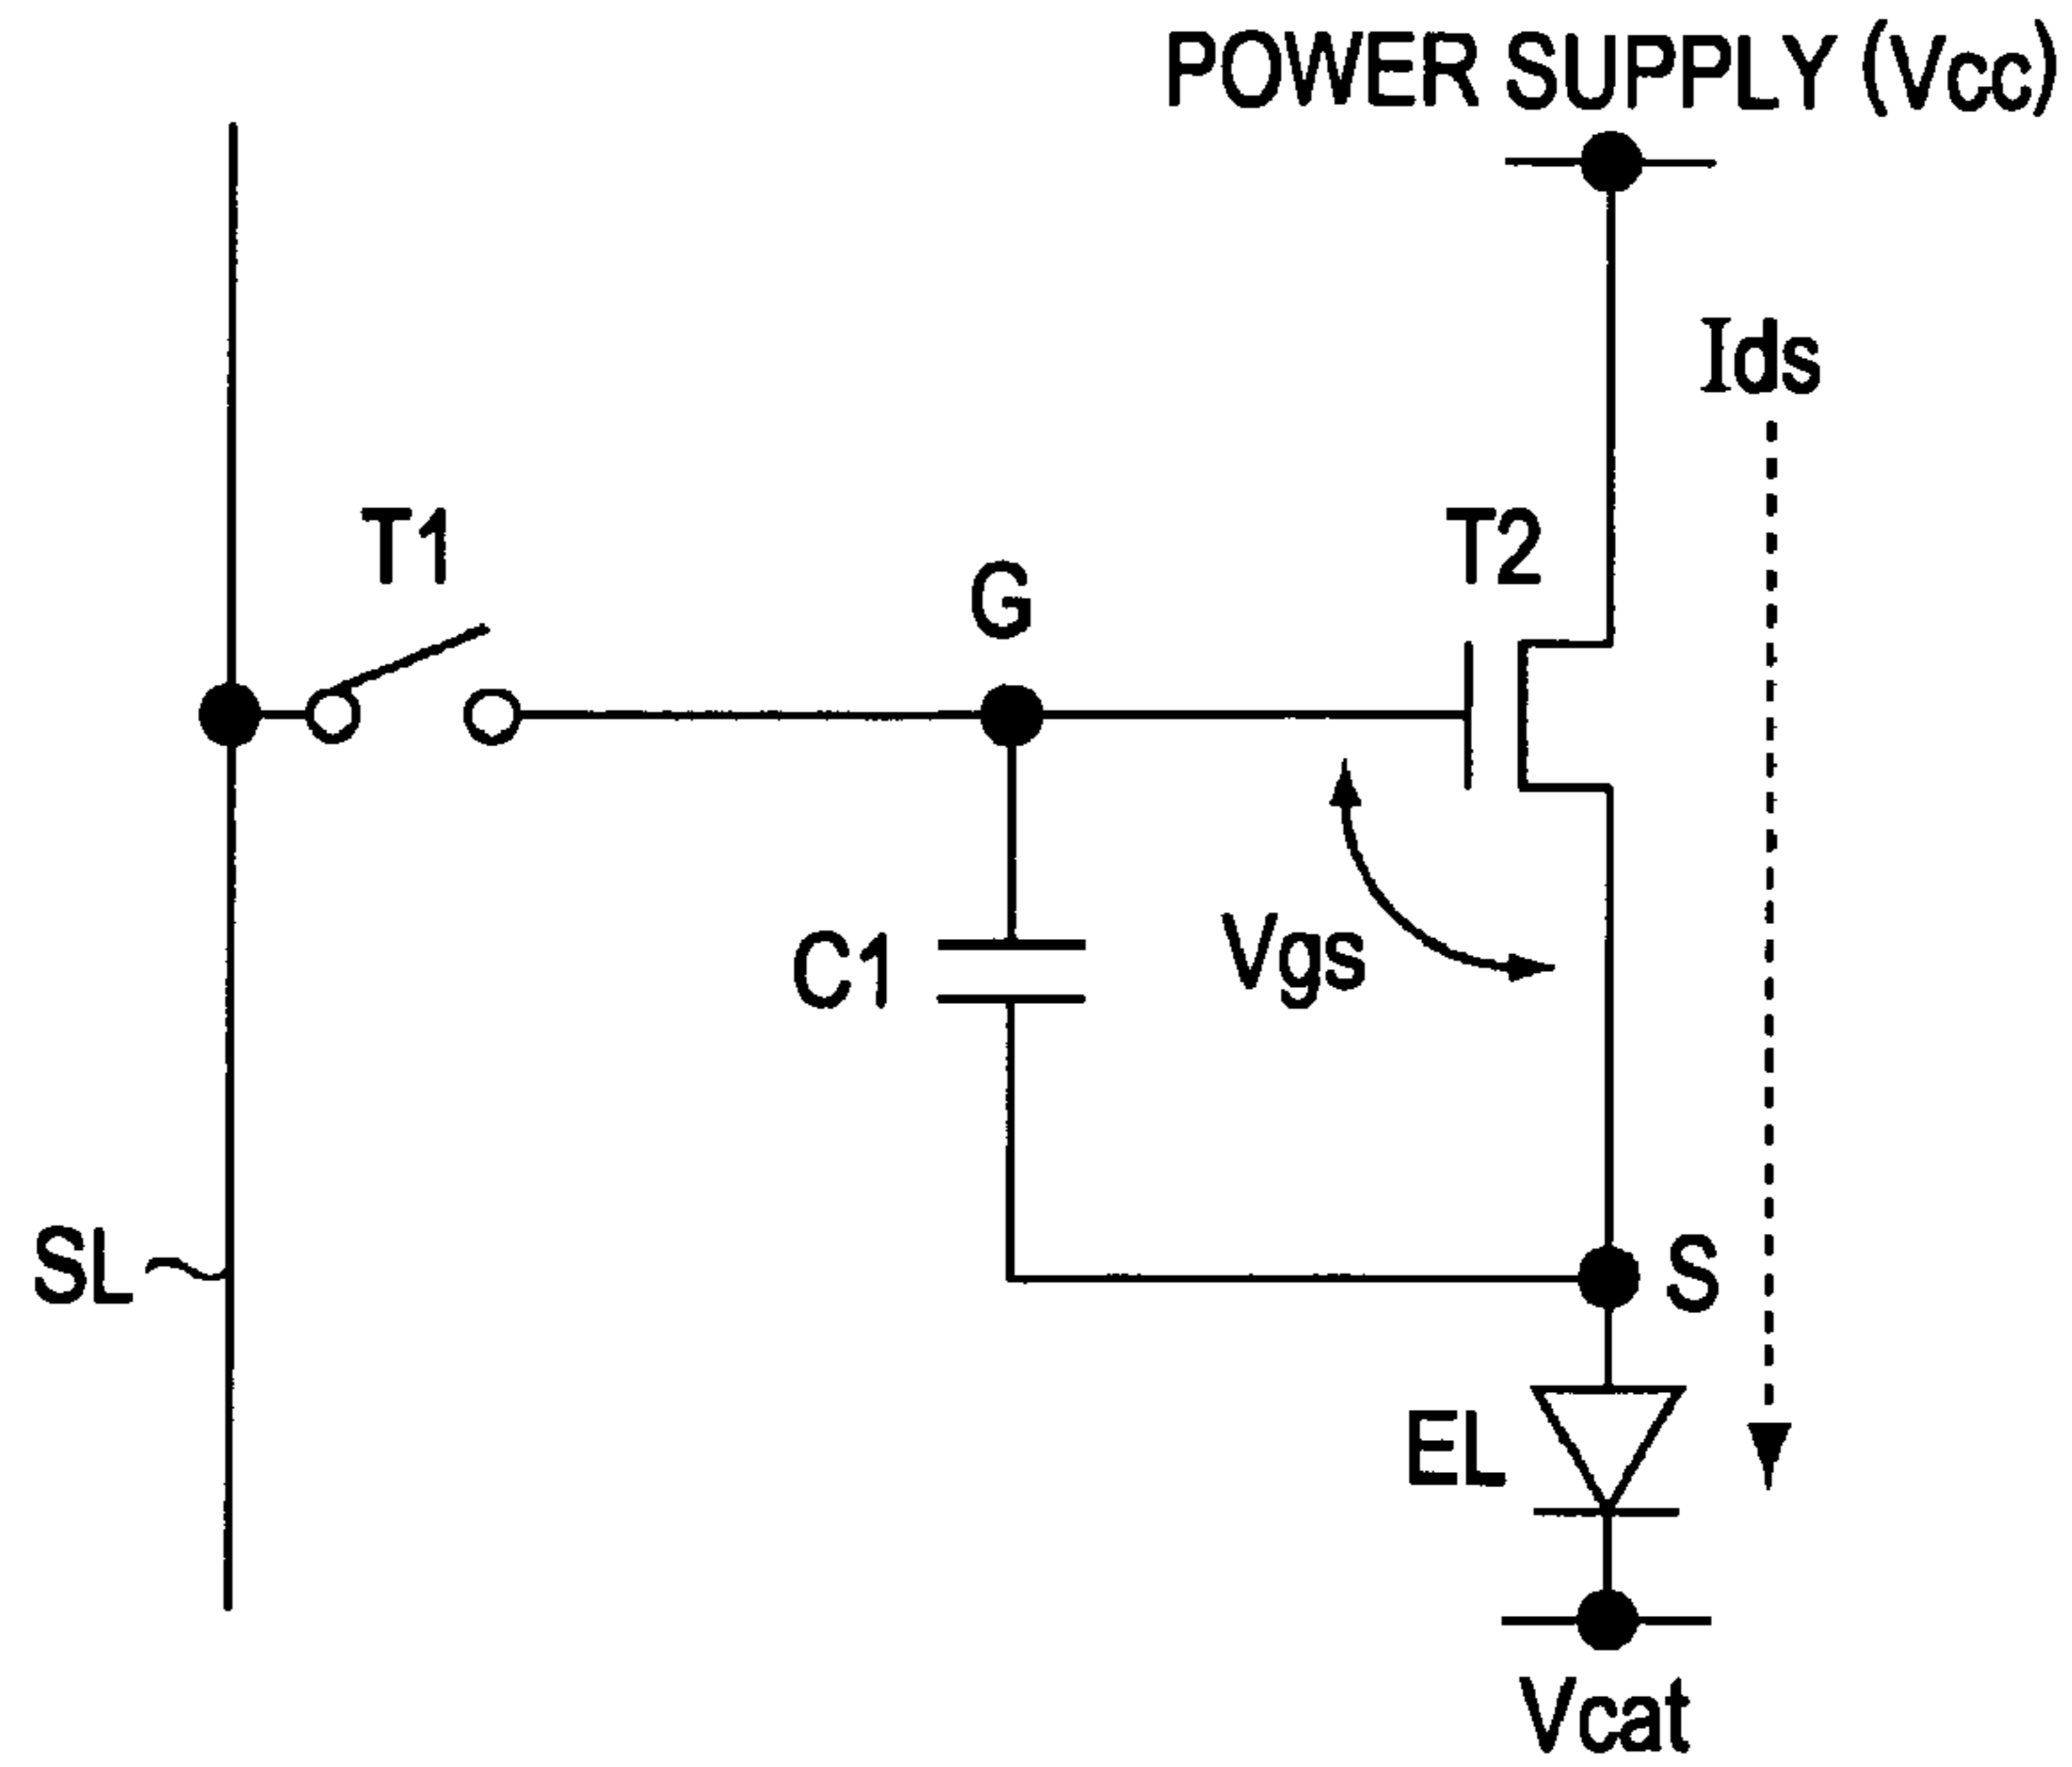 POWER SUPPLY (Vcc)
Ids
T1
T2
G
C1
Vgs
SL
S
EL
Vcat